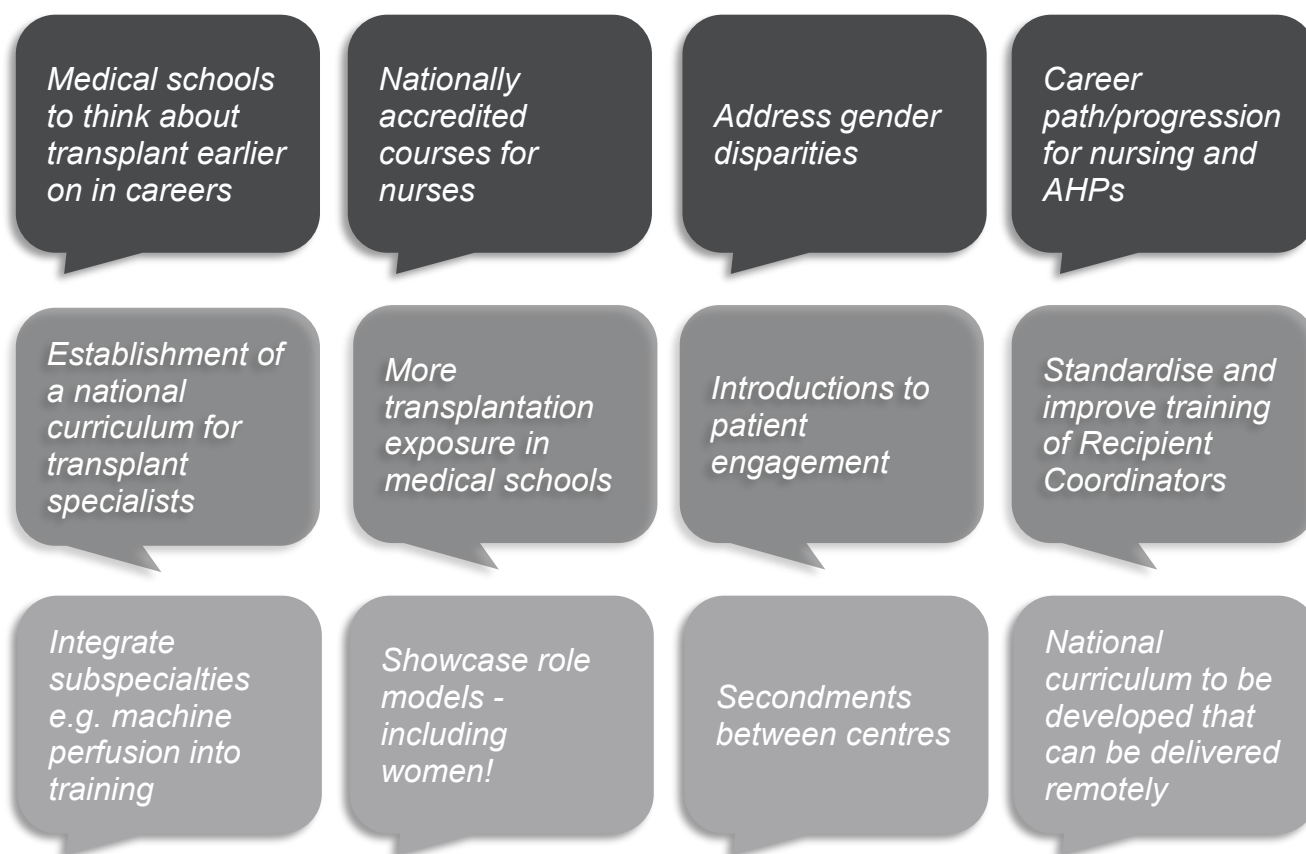 Medical schools
to think about
transplant earlier
on in careers
Nationally
accredited
courses for
nurses
Address gender
disparities
Career
path/progression
for nursing and
AHPs
Establishment of
a national
curriculum for
transplant
specialists
More
transplantation
exposure in
medical schools
Introductions to
patient
engagement
Standardise and
improve training
of Recipient
Coordinators
Integrate
subspecialties
e.g. machine
perfusion into
training
Showcase role
models -
including
women!
Secondments
between centres
National
curriculum to be
developed that
can be delivered
remotely